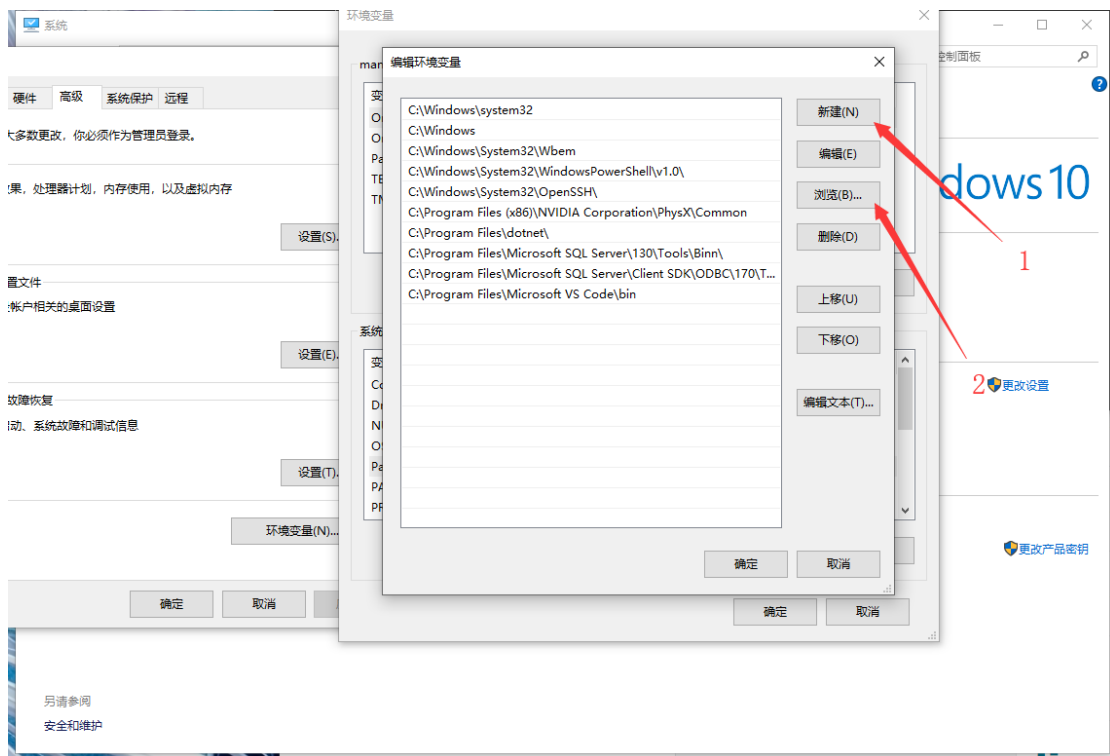 系统
环境变量
控制面板
编辑环境变量
硬件 高级 系统保护 远程
大多数更改，你必须作为管理员登录。
效果，处理器计划，内存使用，以及虚拟内存
设置(S)...
置文件
帐户相关的桌面设置
设置(E)...
故障恢复
动、系统故障和调试信息
设置(T)...
环境变量(N)...
确定
取消
C:\Windows\system32
C:\Windows
C:\Windows\System32\Wbem
C:\Windows\System32\WindowsPowerShell\v1.0\
C:\Windows\System32\OpenSSH\
C:\Program Files (x86)\NVIDIA Corporation\PhysX\Common
C:\Program Files\dotnet\
C:\Program Files\Microsoft SQL Server\130\Tools\Binn\
C:\Program Files\Microsoft SQL Server\Client SDK\ODBC\170\T...
C:\Program Files\Microsoft VS Code\bin
新建(N)
编辑(E)
浏览(B)...
删除(D)
上移(U)
下移(O)
编辑文本(T)...
确定
取消
确定
取消
dows 10
1
2
更改设置
更改产品密钥
另请参阅
安全和维护